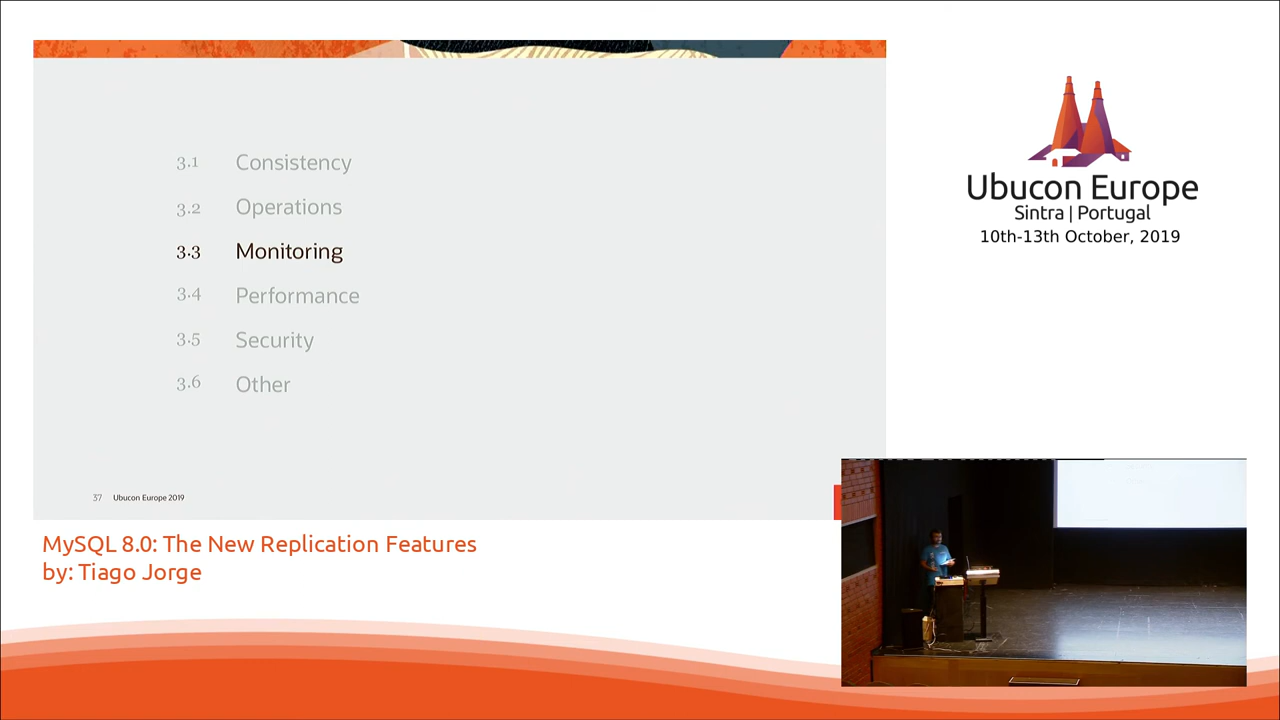 3.1 Consistency
3.2 Operations
3.3 Monitoring
3.4 Performance
3.5 Security
3.6 Other
37 Ubucon Europe 2019
Ubucon Europe
Sintra | Portugal
10th-13th October, 2019
MySQL 8.0: The New Replication Features
by: Tiago Jorge